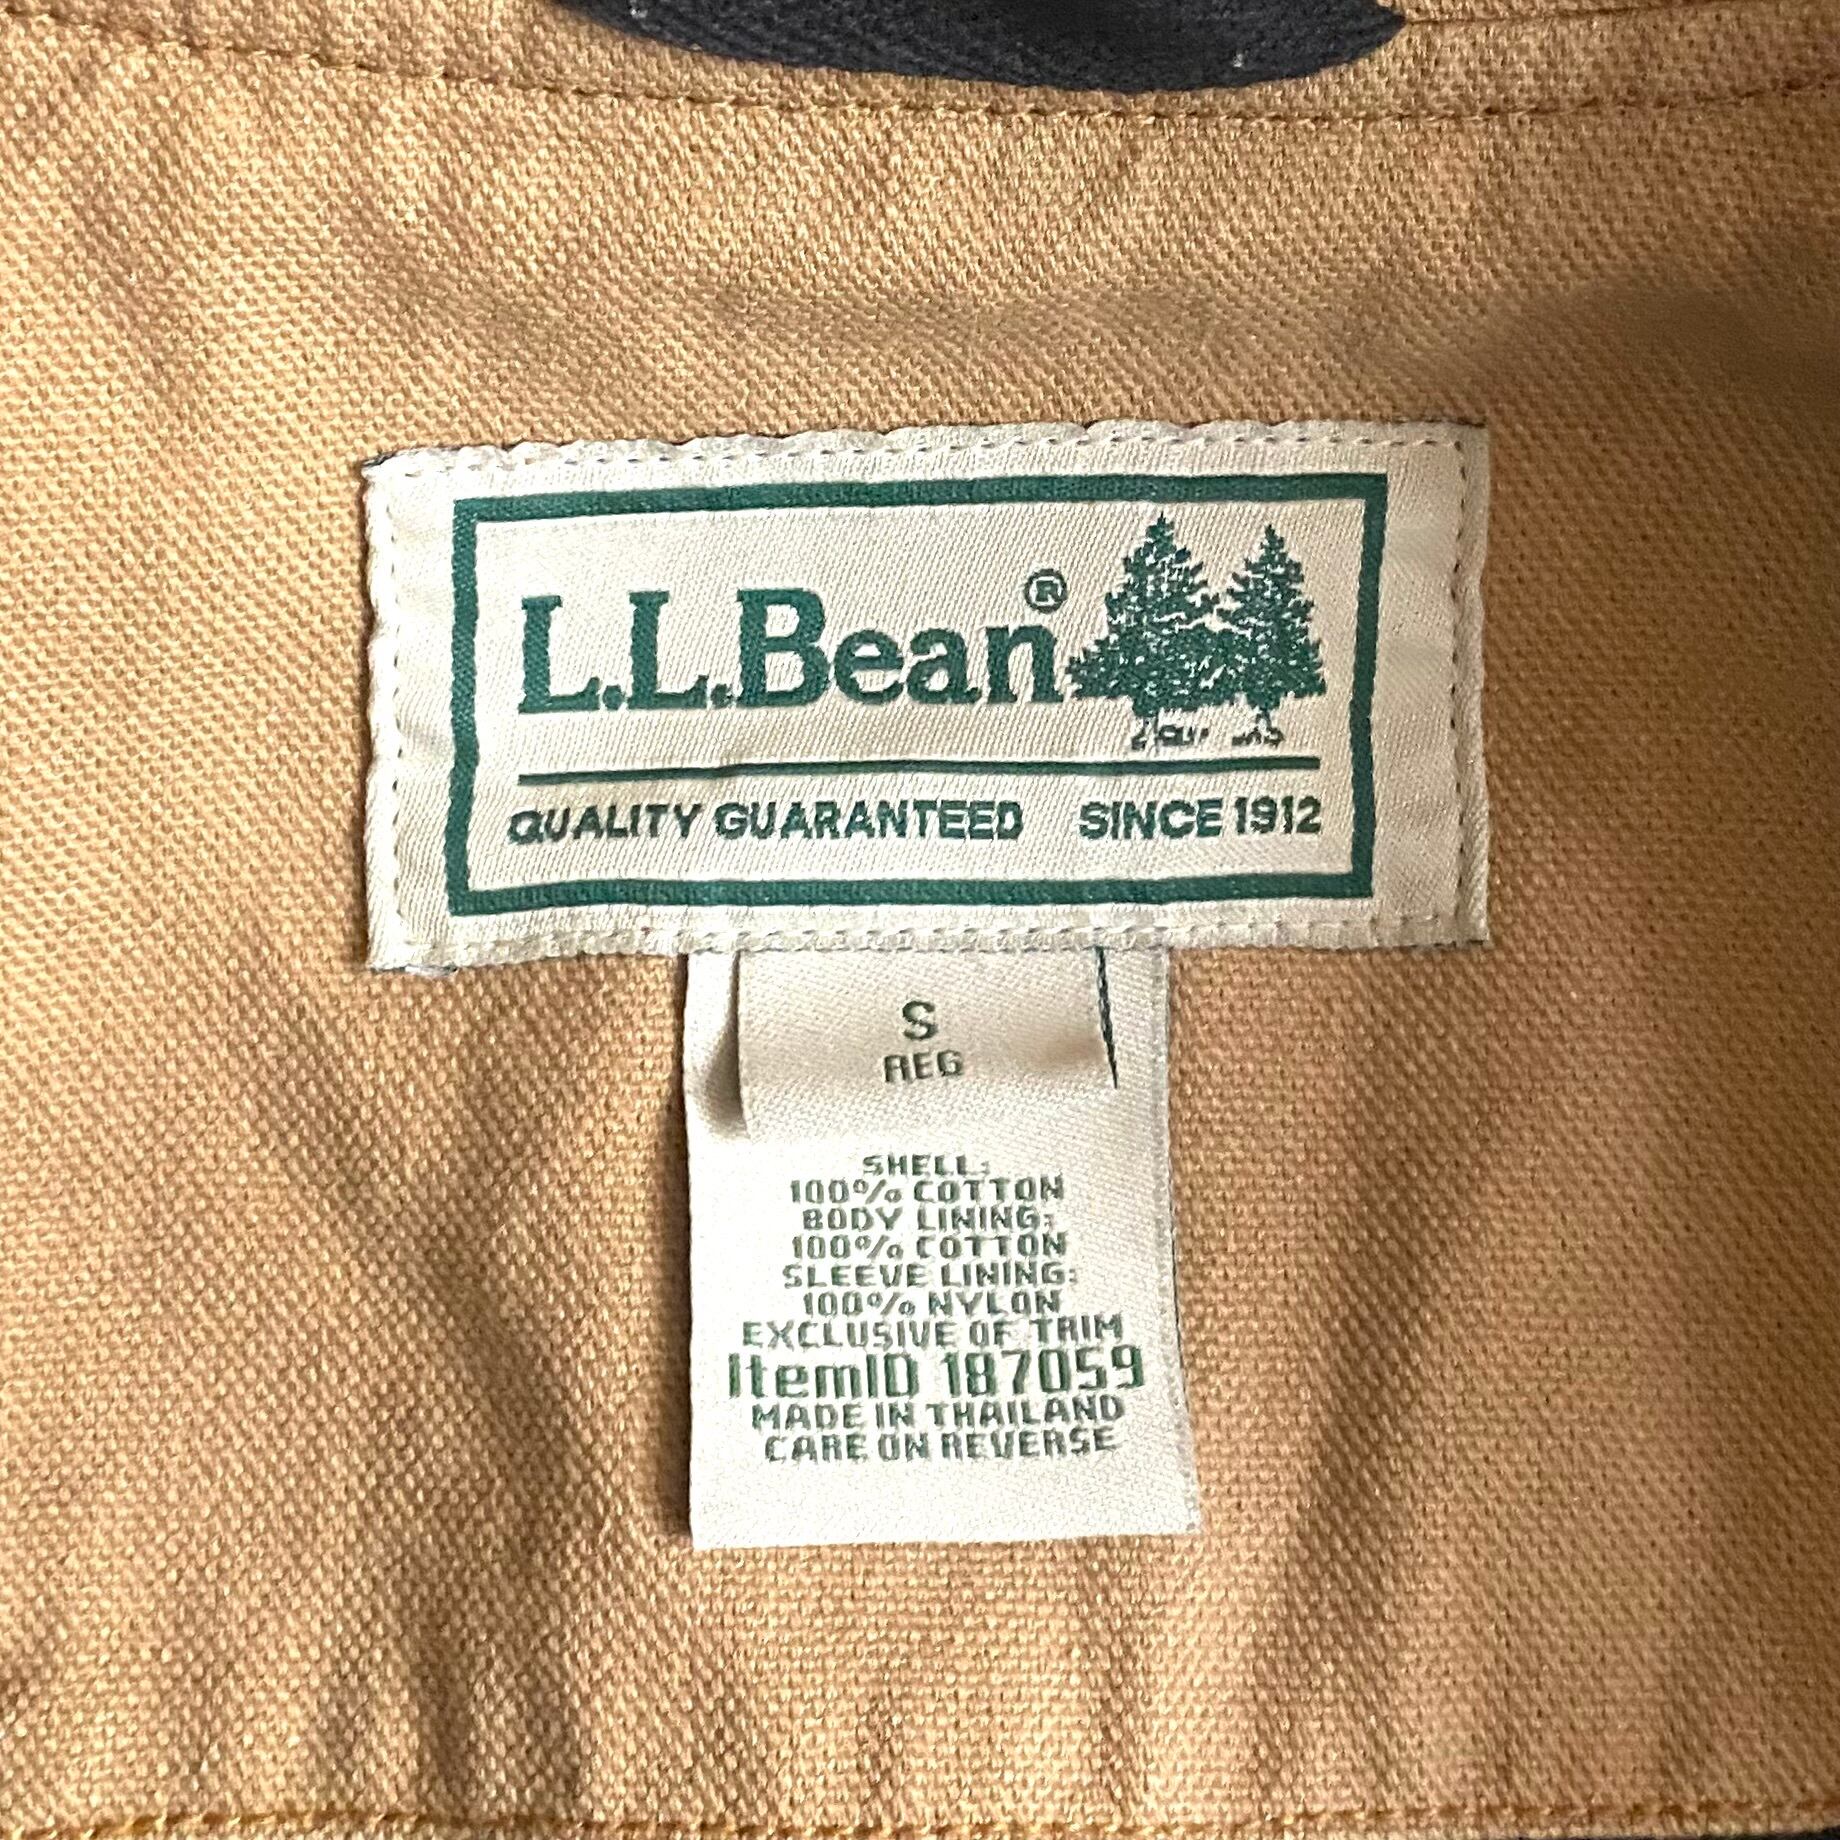 L.L.Bean®
QUALITY GUARANTEED SINCE 1912
S
REG
SHELL:
100% COTTON
BODY LINING:
100% COTTON
SLEEVE LINING:
100% NYLON
EXCLUSIVE OF TRIM
ItemID 187059
MADE IN THAILAND
CARE ON REVERSE